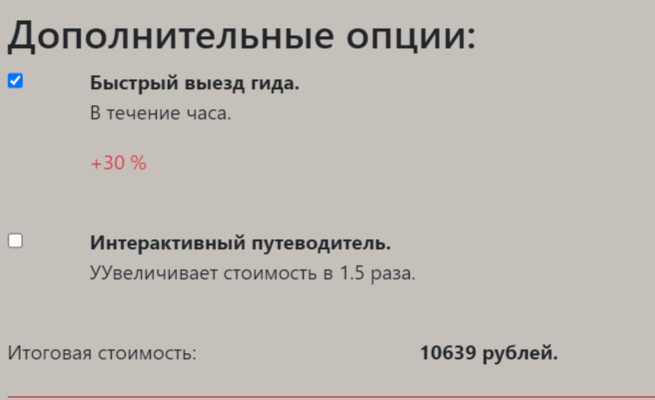 Дополнительные опции:
Быстрый выезд гида.
В течение часа.
+30 %
Интерактивный путеводитель.
УУвеличивает стоимость в 1.5 раза.
Итоговая стоимость: 10639 рублей.